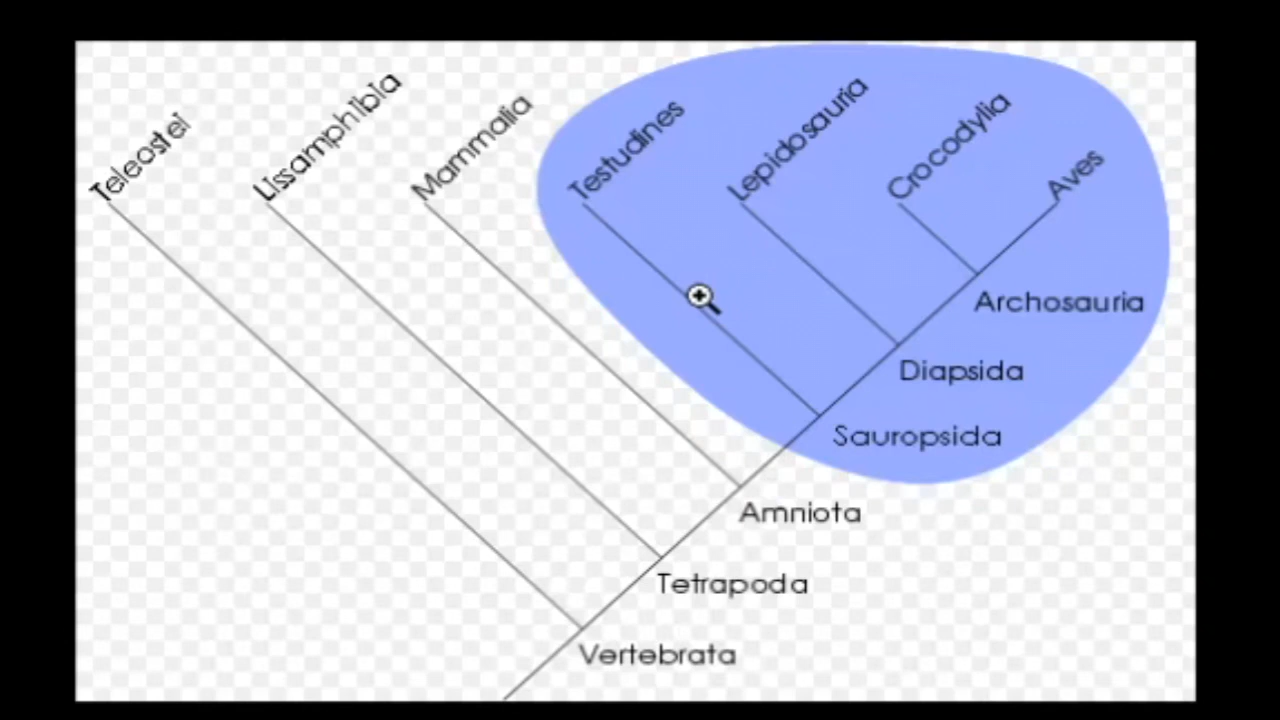 Teleostei
Lissamphibia
Mammalia
Testudines
Lepidosauria
Crocodylia
Aves
Archosauria
Diapsida
Sauropsida
Amniota
Tetrapoda
Vertebrata